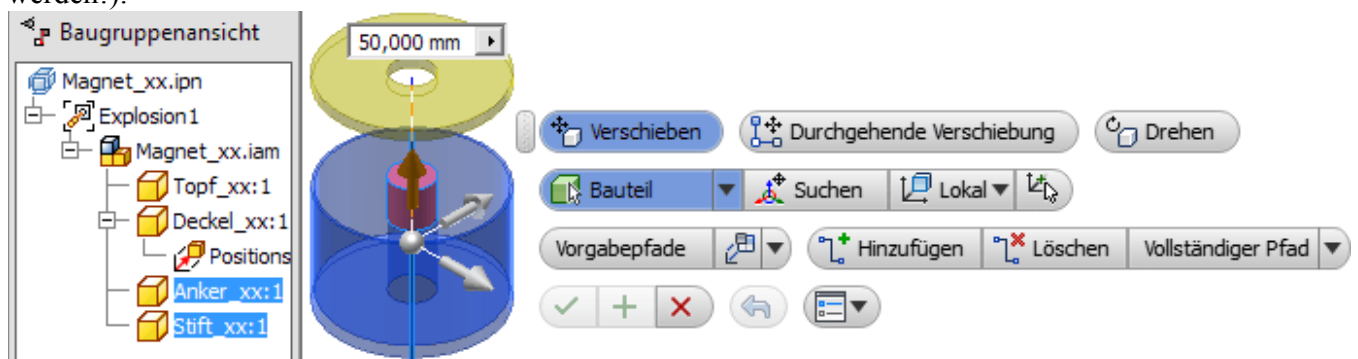 werden!).
Baugruppenansicht
Magnet_xx.ipn
Explosion1
Magnet_xx.iam
Topf_xx:1
Deckel_xx:1
Positions
Anker_xx:1
Stift_xx:1
50,000 mm
Verschieben Durchgehende Verschiebung Drehen
Bauteil Suchen Lokal
Vorgabepfade Hinzufügen Löschen Vollständiger Pfad